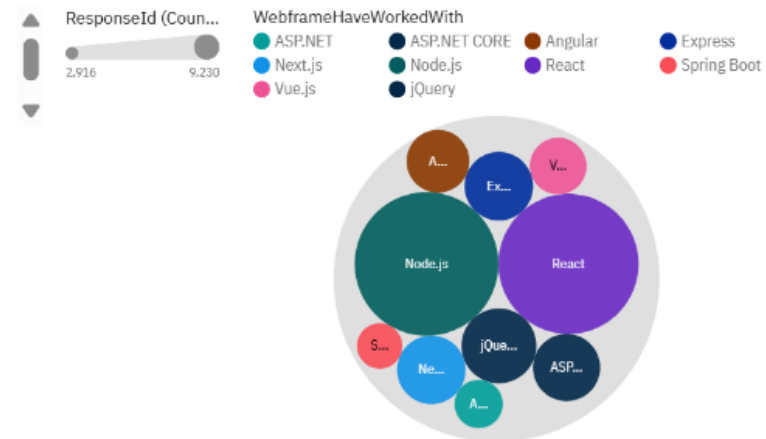 ResponseId (Coun...
2,916
9,230
WebframeHaveWorkedWith
ASP.NET
ASP.NET CORE
Angular
Express
Next.js
Node.js
React
Spring Boot
Vue.js
jQuery
A...
Ex...
V...
Node.js
React
S...
jQue...
Ne...
ASP...
A...